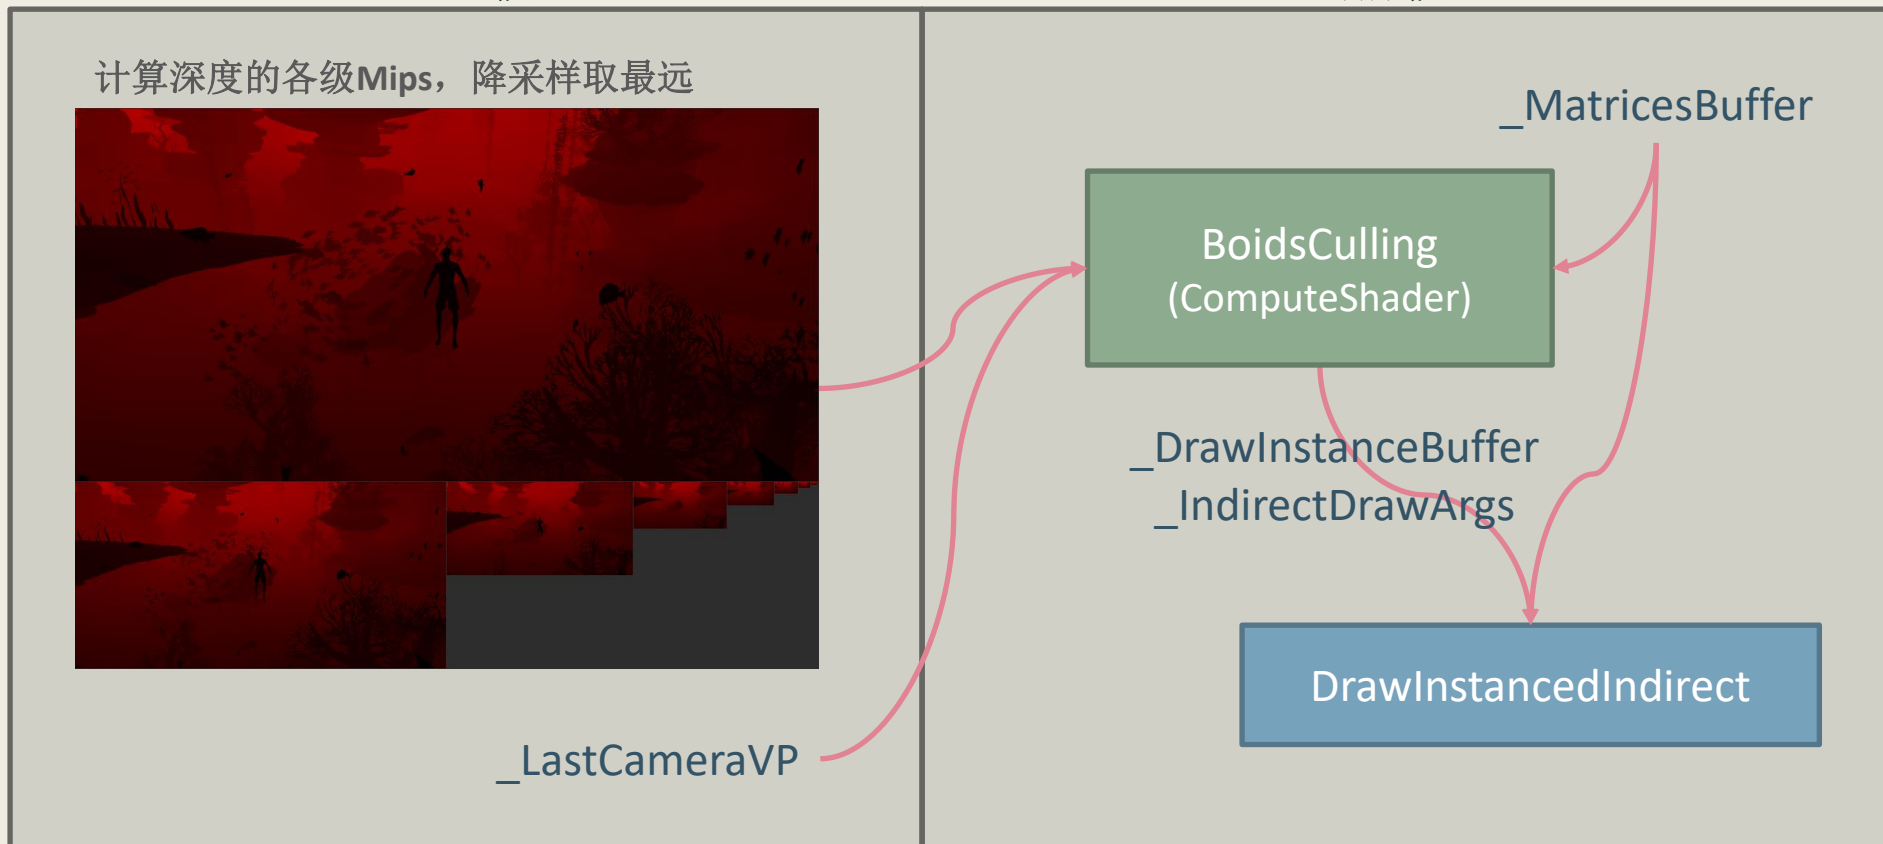 计算深度的各级Mips，降采样取最远
_MatricesBuffer
BoidsCulling
(ComputeShader)
_DrawInstanceBuffer
_IndirectDrawArgs
DrawInstancedIndirect
_LastCameraVP